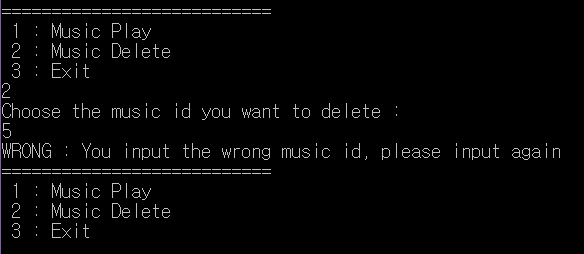 ===========================
 1 : Music Play
 2 : Music Delete
 3 : Exit
2
Choose the music id you want to delete :
5
WRONG : You input the wrong music id, please input again
===========================
 1 : Music Play
 2 : Music Delete
 3 : Exit